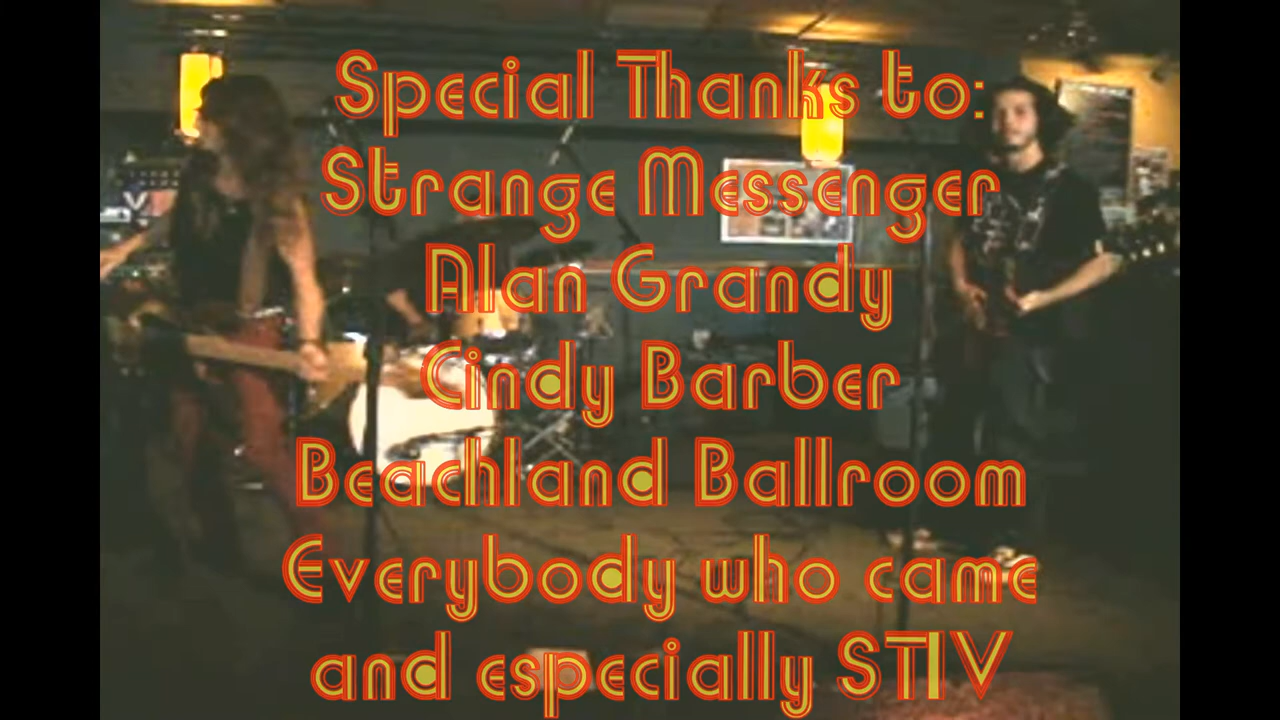 Special Thanks to:
Strange Messenger
Alan Grandy
Cindy Barber
Beachland Ballroom
Everybody who came
and especially STIV